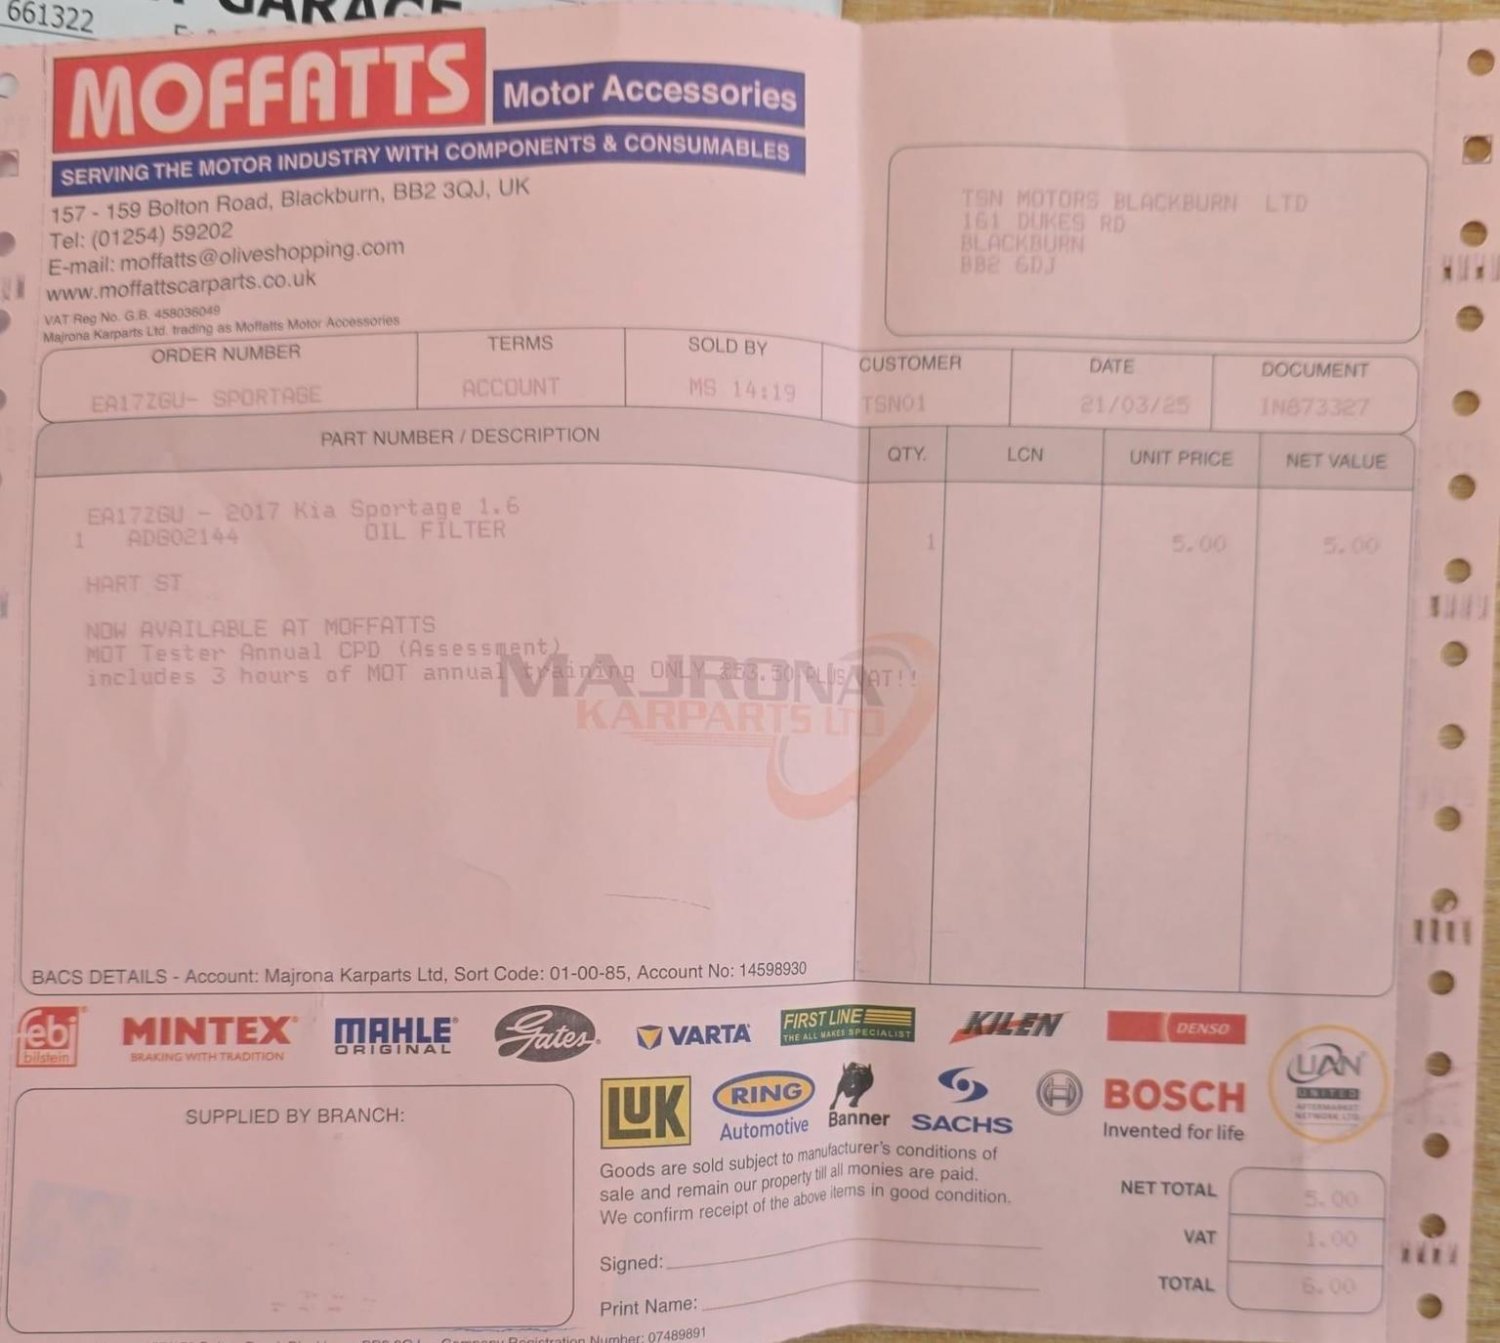 661322
GARAGE
MOFFATTS
Motor Accessories
SERVING THE MOTOR INDUSTRY WITH COMPONENTS & CONSUMABLES
157 - 159 Bolton Road, Blackburn, BB2 3QJ, UK
Tel: (01254) 59202
E-mail: moffatts@oliveshopping.com
www.moffattscarparts.co.uk
VAT Reg No. G.B. 458036049
Majrona Karparts Ltd. trading as Moffatts Motor Accessories
TSN MOTORS BLACKBURN LTD
161 DUKES RD
BLACKBURN
BB2 6DJ
ORDER NUMBER TERMS SOLD BY CUSTOMER DATE DOCUMENT
EA17ZGU- SPORTAGE ACCOUNT MS 14:19 TSN01 21/03/25 IN873327
PART NUMBER / DESCRIPTION QTY. LCN UNIT PRICE NET VALUE
EA17ZGU - 2017 Kia Sportage 1.6
1 ADG02144 OIL FILTER 1 5.00 5.00
HART ST
NOW AVAILABLE AT MOFFATTS
MOT Tester Annual CPD (Assessment)
includes 3 hours of MOT annual training ONLY £53.50 PLUS VAT!!
MAJRONA
KARPARTS LTD
BACS DETAILS - Account: Majrona Karparts Ltd, Sort Code: 01-00-85, Account No: 14598930
febi
bilstein
MINTEX
BRAKING WITH TRADITION
MAHLE
ORIGINAL
Gates
VARTA
FIRST LINE
THE ALL MAKES SPECIALIST
KILEN
DENSO
LUK
RING
Automotive
Banner
SACHS
BOSCH
Invented for life
UAN
UNITED
AFTERMARKET
NETWORK LTD
SUPPLIED BY BRANCH:
Goods are sold subject to manufacturer's conditions of
sale and remain our property till all monies are paid.
We confirm receipt of the above items in good condition.
Signed:
Print Name:
NET TOTAL 5.00
VAT 1.00
TOTAL 6.00
Company Registration Number: 07489891